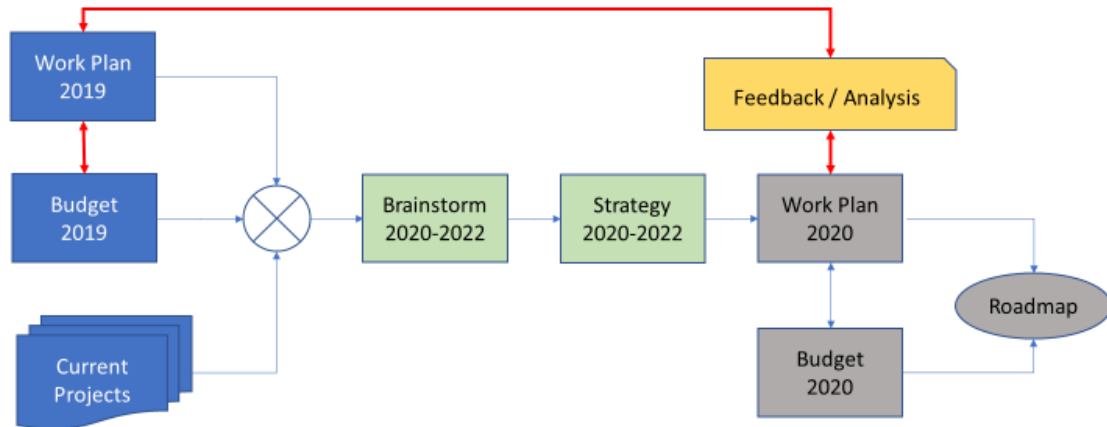 Work Plan
2019
Feedback / Analysis
Budget
2019
Brainstorm
2020-2022
Strategy
2020-2022
Work Plan
2020
Roadmap
Current
Projects
Budget
2020